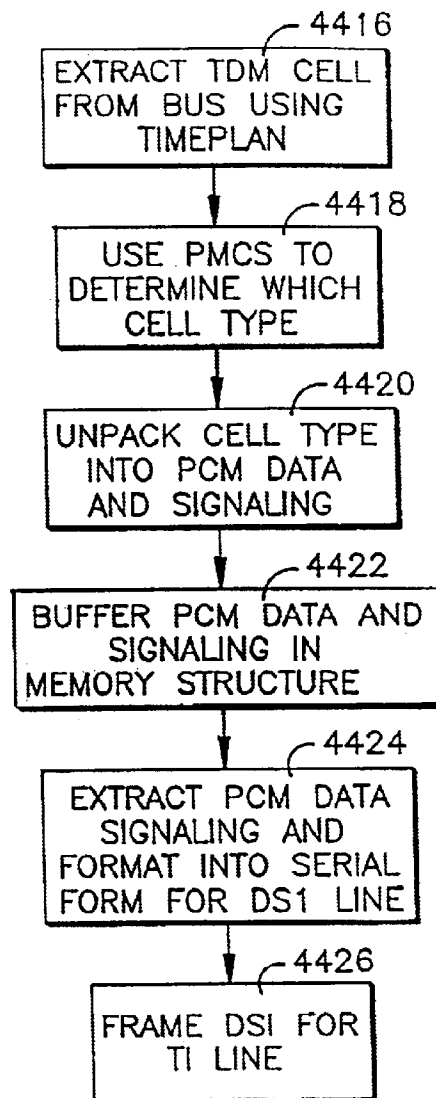 4416
EXTRACT TDM CELL
FROM BUS USING
TIMEPLAN
4418
USE PMCS TO
DETERMINE WHICH
CELL TYPE
4420
UNPACK CELL TYPE
INTO PCM DATA
AND SIGNALING
4422
BUFFER PCM DATA AND
SIGNALING IN
MEMORY STRUCTURE
4424
EXTRACT PCM DATA
SIGNALING AND
FORMAT INTO SERIAL
FORM FOR DS1 LINE
4426
FRAME DSI FOR
TI LINE